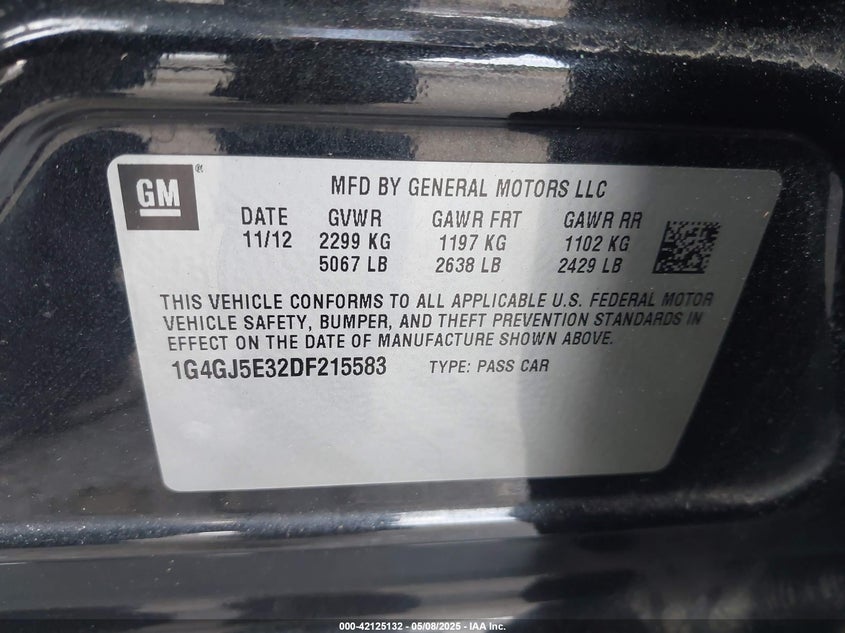 GM ®
MFD BY GENERAL MOTORS LLC
DATE GVWR GAWR FRT GAWR RR
11/12 2299 KG 1197 KG 1102 KG
5067 LB 2638 LB 2429 LB
THIS VEHICLE CONFORMS TO ALL APPLICABLE U.S. FEDERAL MOTOR
VEHICLE SAFETY, BUMPER, AND THEFT PREVENTION STANDARDS IN
EFFECT ON THE DATE OF MANUFACTURE SHOWN ABOVE.
1G4GJ5E32DF215583 TYPE: PASS CAR
000-42125132 - 05/08/2025 - IAA Inc.